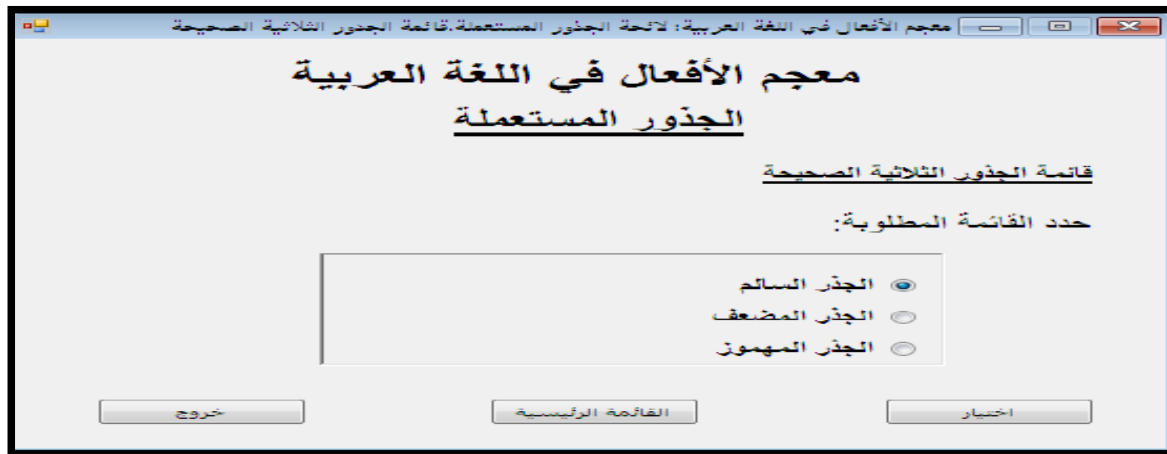 معجم الأفعال في اللغة العربية: لائحة الجذور المستعملة.قائمة الجذور الثلاثية الصحيحة
معجم الأفعال في اللغة العربية
الجذور المستعملة
قائمة الجذور الثلاثية الصحيحة
حدد القائمة المطلوبة:
الجذر السالم
الجذر المضعف
الجذر المهموز
اختيار
القائمة الرئيسية
خروج